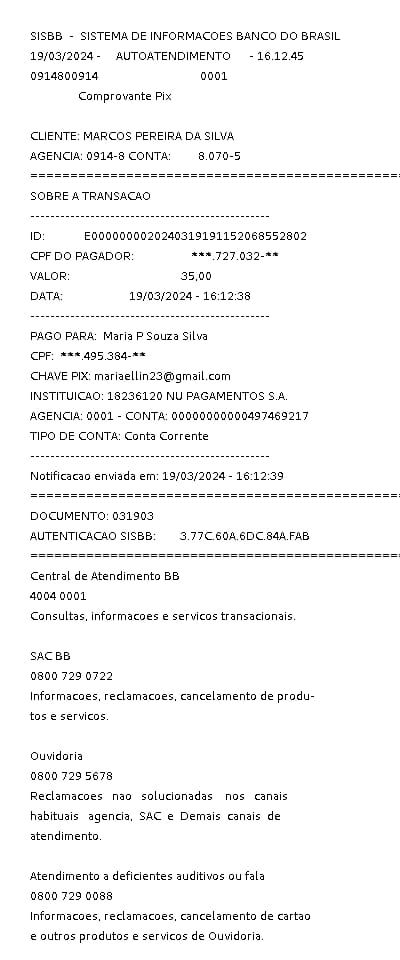 SISBB - SISTEMA DE INFORMACOES BANCO DO BRASIL
19/03/2024 - AUTOATENDIMENTO - 16.12.45
0914800914 0001
Comprovante Pix
CLIENTE: MARCOS PEREIRA DA SILVA
AGENCIA: 0914-8 CONTA: 8.070-5
================================================
SOBRE A TRANSACAO
------------------------------------------------
ID: E0000000020240319191152068552802
CPF DO PAGADOR: ***.727.032-**
VALOR: 35,00
DATA: 19/03/2024 - 16:12:38
------------------------------------------------
PAGO PARA: Maria P Souza Silva
CPF: ***.495.384-**
CHAVE PIX: mariaellin23@gmail.com
INSTITUICAO: 18236120 NU PAGAMENTOS S.A.
AGENCIA: 0001 - CONTA: 00000000000497469217
TIPO DE CONTA: Conta Corrente
------------------------------------------------
Notificacao enviada em: 19/03/2024 - 16:12:39
================================================
DOCUMENTO: 031903
AUTENTICACAO SISBB: 3.77C.60A.6DC.84A.FAB
================================================
Central de Atendimento BB
4004 0001
Consultas, informacoes e servicos transacionais.
SAC BB
0800 729 0722
Informacoes, reclamacoes, cancelamento de produ-
tos e servicos.
Ouvidoria
0800 729 5678
Reclamacoes nao solucionadas nos canais
habituais agencia, SAC e Demais canais de
atendimento.
Atendimento a deficientes auditivos ou fala
0800 729 0088
Informacoes, reclamacoes, cancelamento de cartao
e outros produtos e servicos de Ouvidoria.